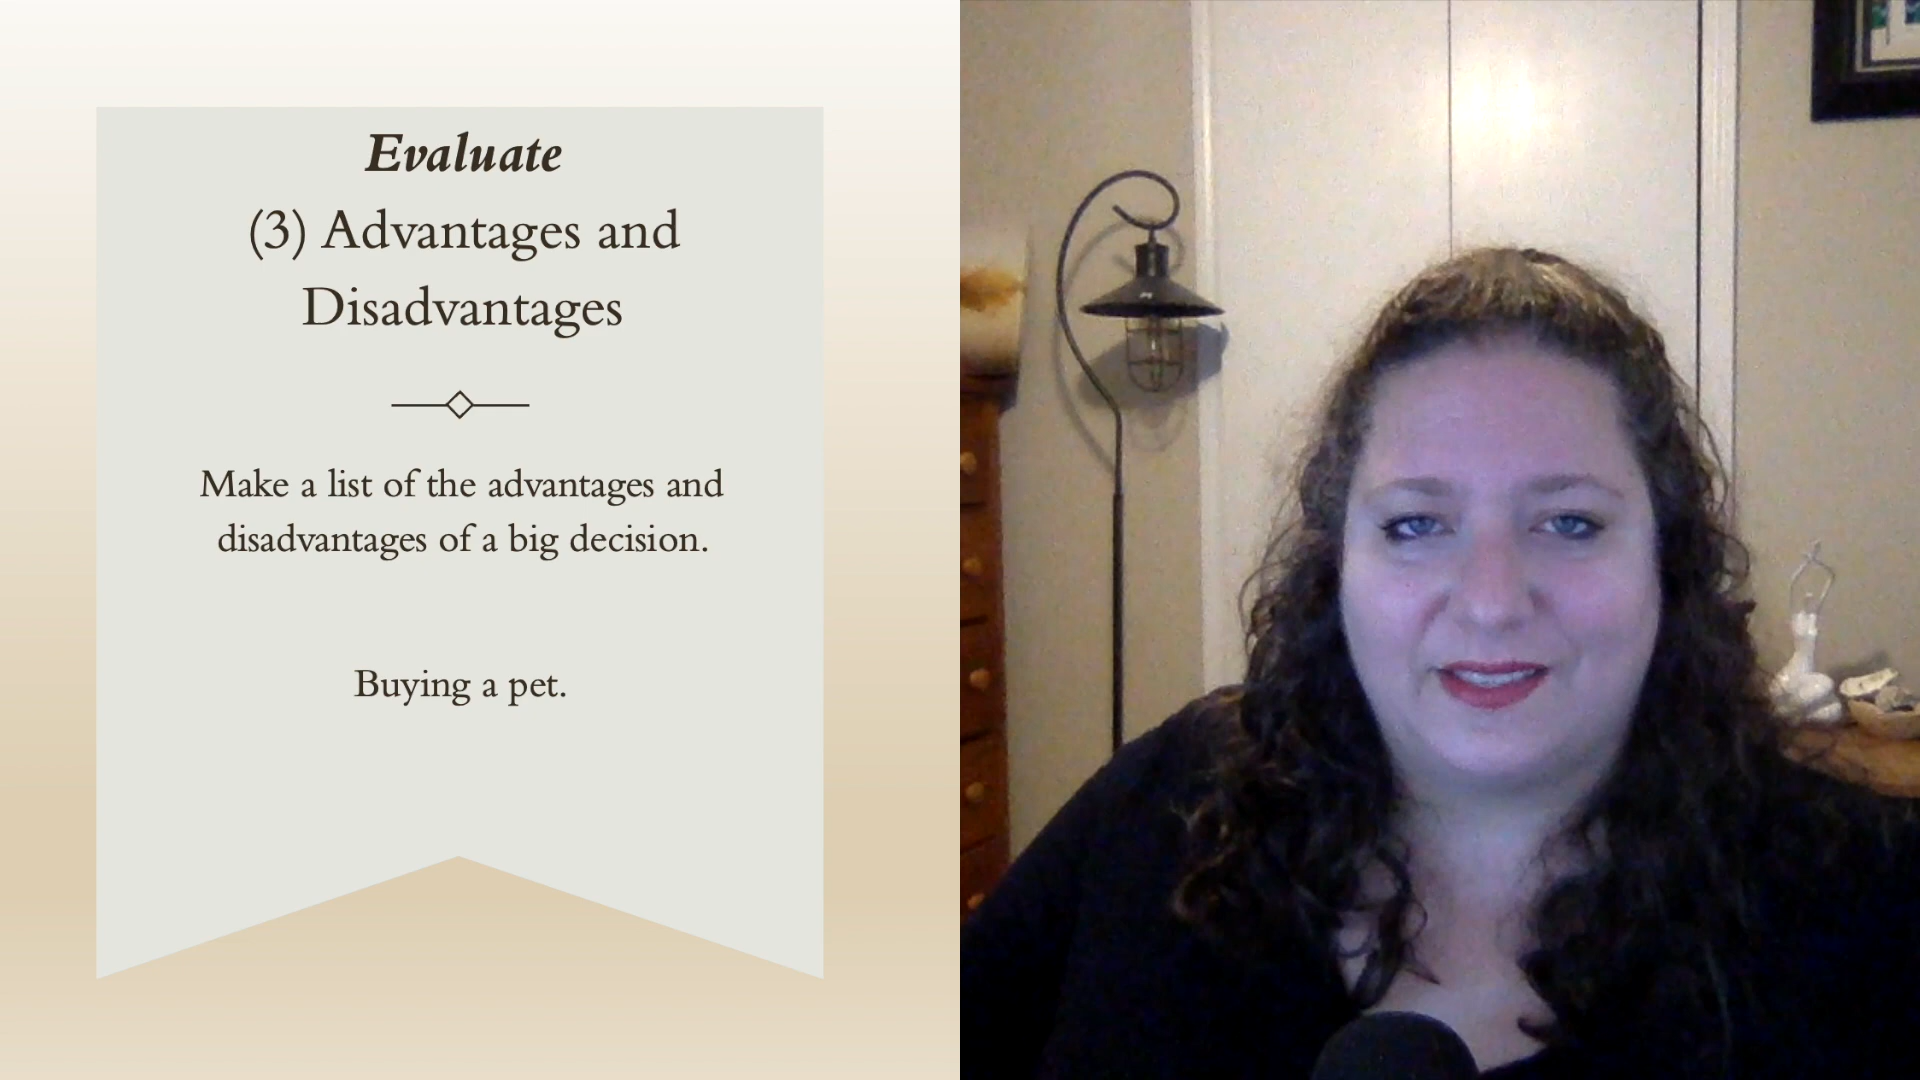 Evaluate
(3) Advantages and
Disadvantages
Make a list of the advantages and
disadvantages of a big decision.
Buying a pet.